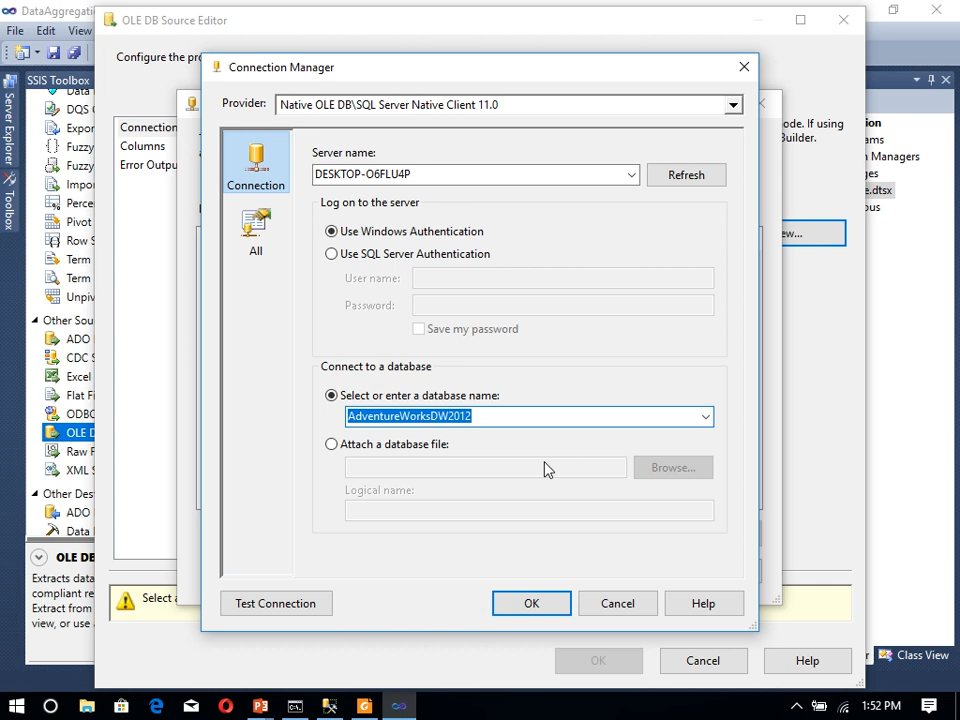 DataAggregati
OLE DB Source Editor
File Edit View
Configure the pro
SSIS Toolbox
Server Explorer
Toolbox
DQS C
Expor
Fuzzy
Fuzzy
Impor
Perce
Pivot
Row S
Term
Term
Unpiv
Other Sou
ADO
CDC S
Excel
Flat Fi
ODBC
OLE D
Raw F
XML S
Other Dest
ADO
Data
OLE DB
Extracts data
compliant re
Extract from
view, or use a
Connection
Columns
Error Outpu
Select a
Connection Manager
Provider:
Native OLE DB\SQL Server Native Client 11.0
Connection
All
Server name:
DESKTOP-O6FLU4P
Refresh
Log on to the server
Use Windows Authentication
Use SQL Server Authentication
User name:
Password:
Save my password
Connect to a database
Select or enter a database name:
AdventureWorksDW2012
Attach a database file:
Browse...
Logical name:
Test Connection
OK
Cancel
Help
ode. If using
Builder.
ew...
OK
Cancel
Help
tion
ams
n Managers
ges
e.dtsx
ous
Class View
1:52 PM